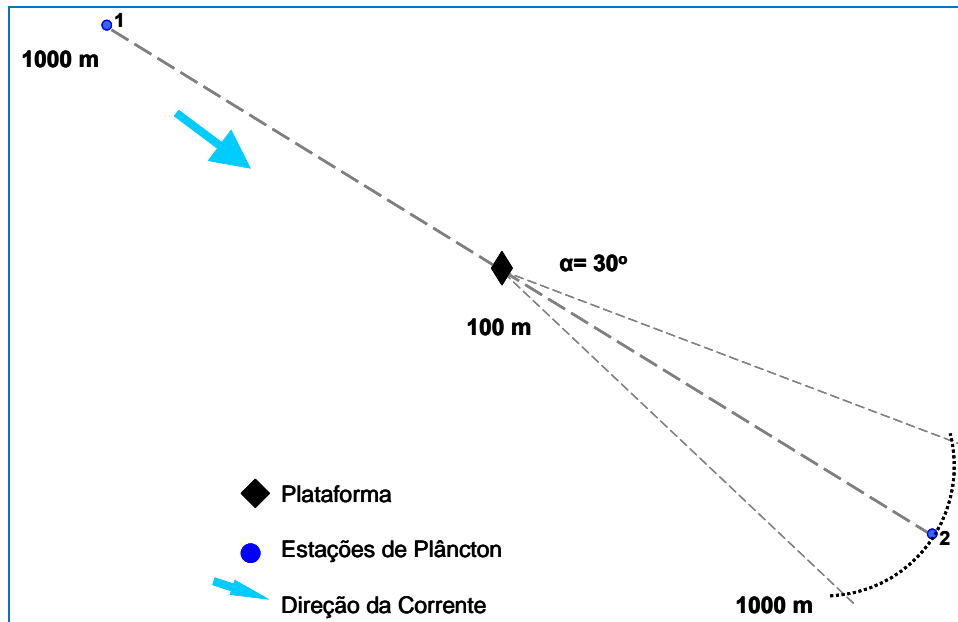 1
1000 m
α= 30º
100 m
Plataforma
Estações de Plâncton
2
Direção da Corrente
1000 m